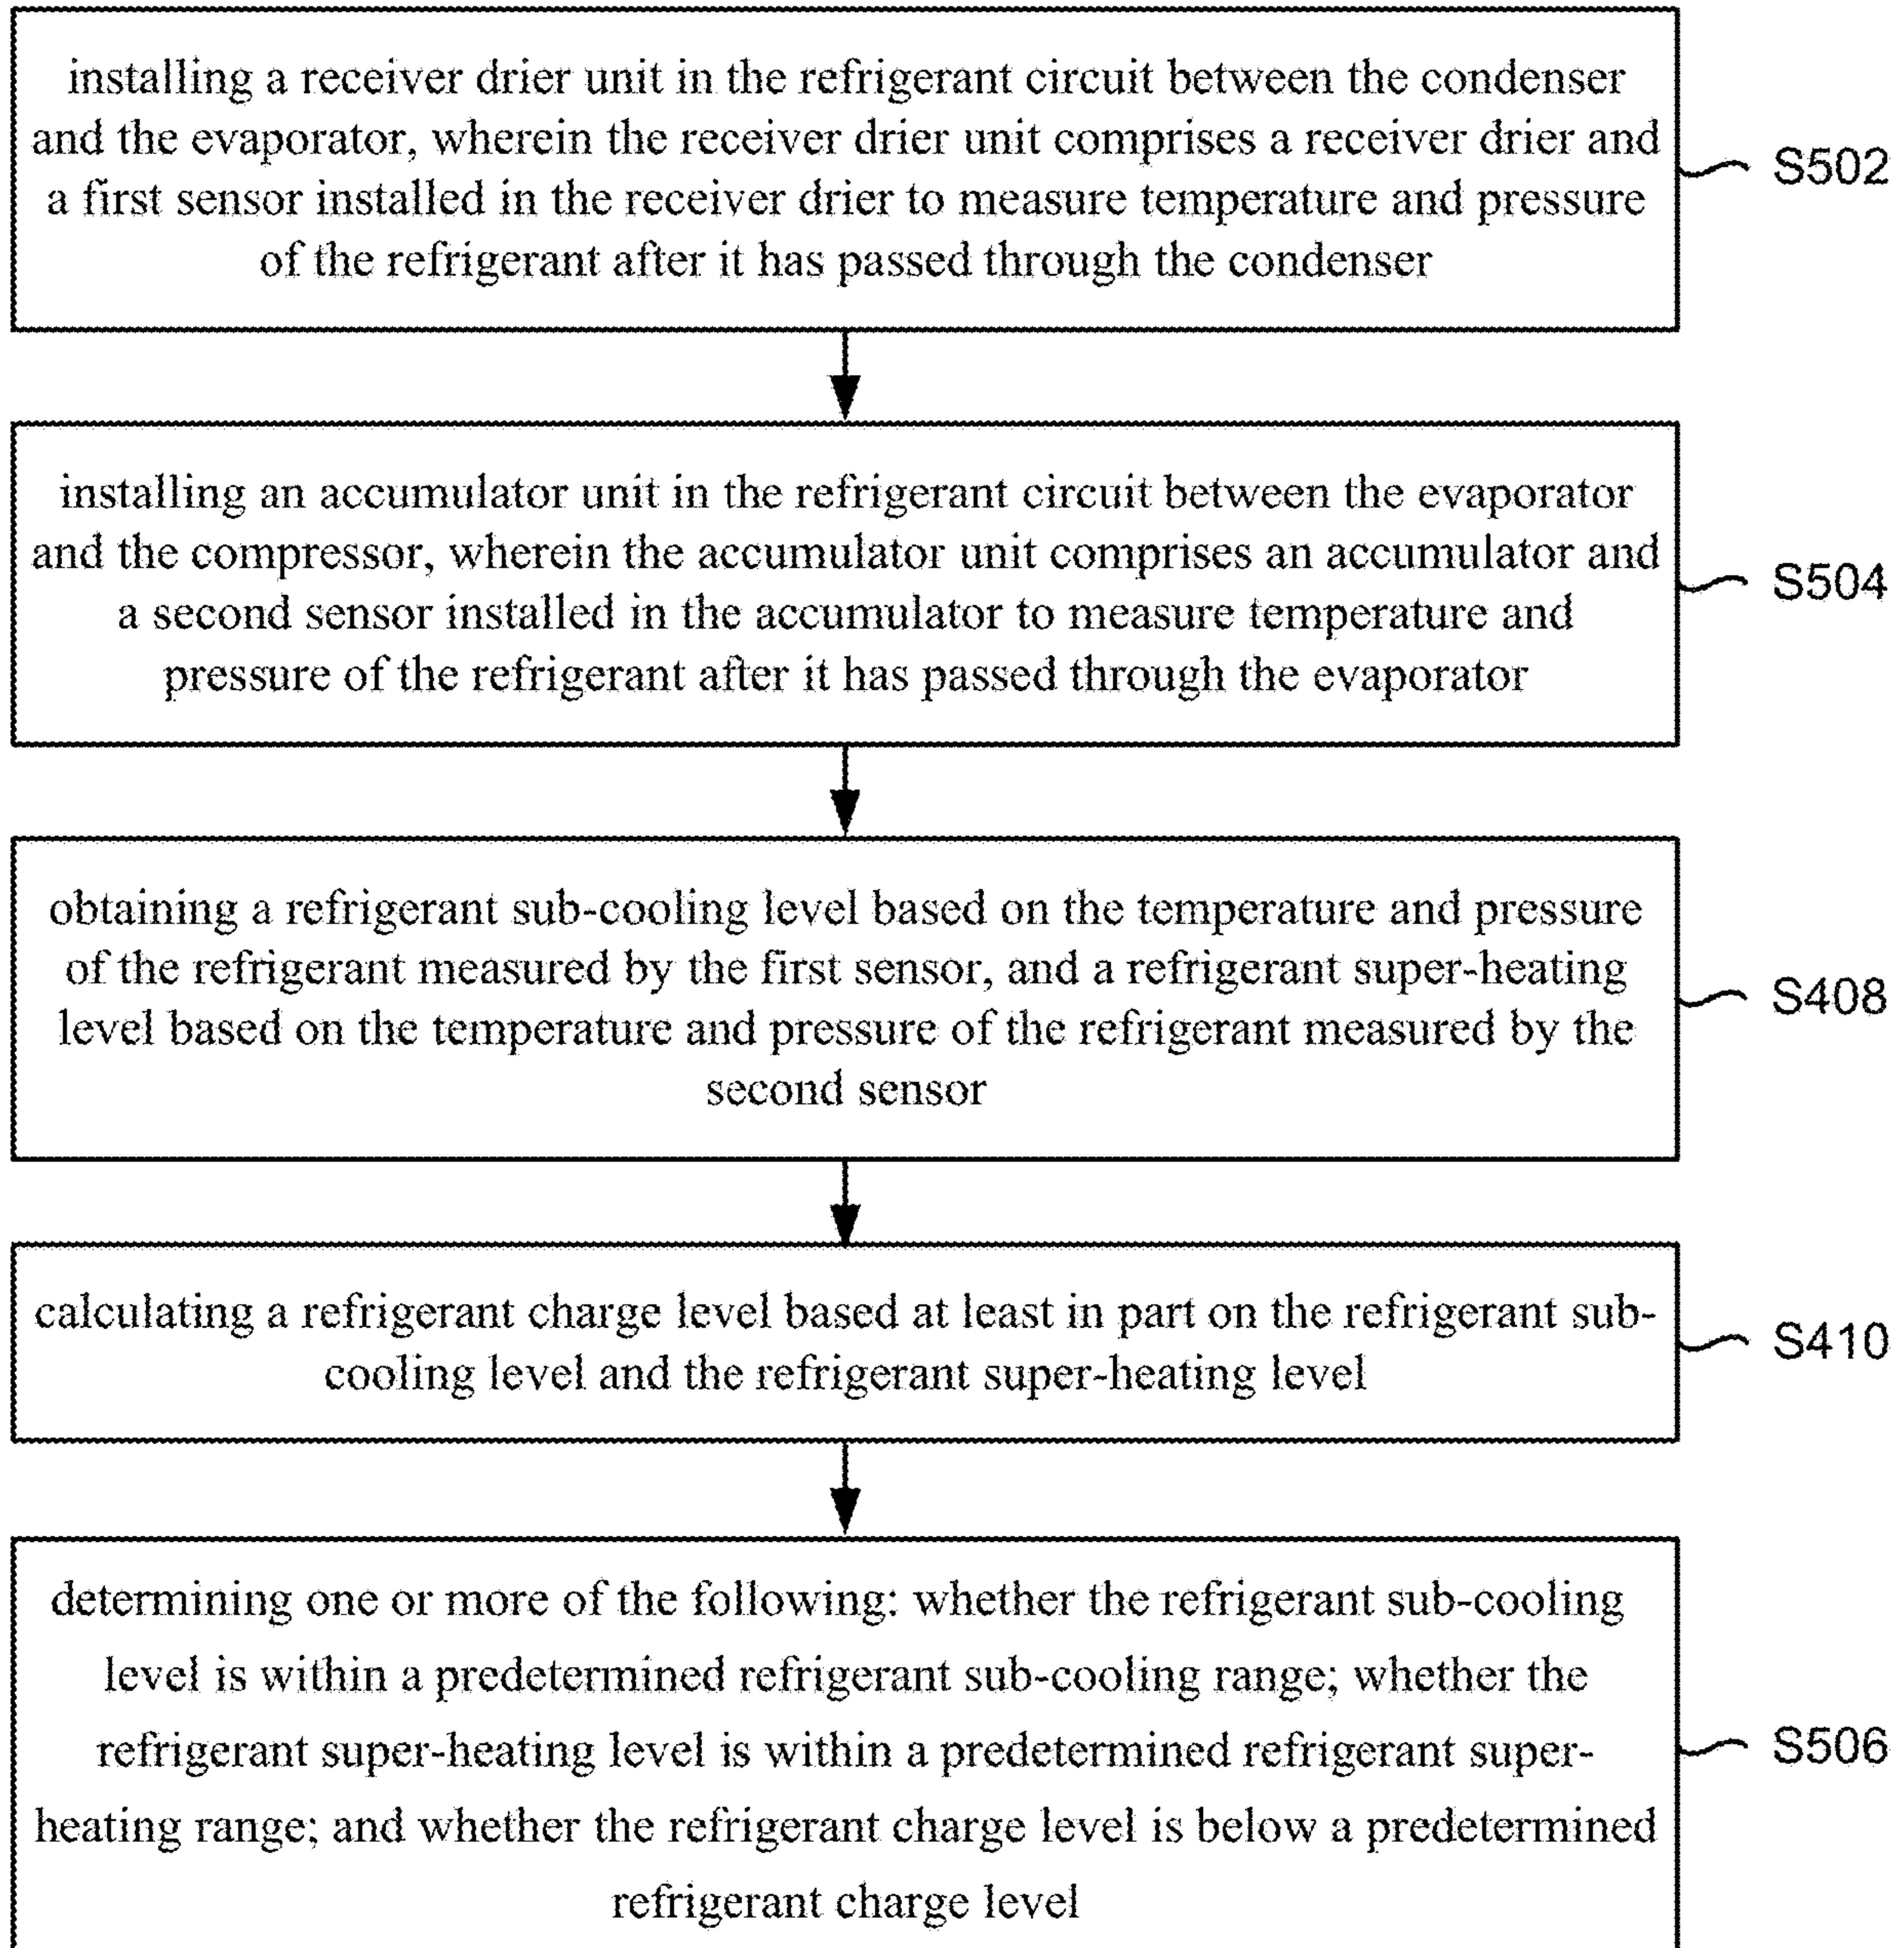 installing a receiver drier unit in the refrigerant circuit between the condenser
and the evaporator, wherein the receiver drier unit comprises a receiver drier and
a first sensor installed in the receiver drier to measure temperature and pressure
of the refrigerant after it has passed through the condenser
S502
installing an accumulator unit in the refrigerant circuit between the evaporator
and the compressor, wherein the accumulator unit comprises an accumulator and
a second sensor installed in the accumulator to measure temperature and
pressure of the refrigerant after it has passed through the evaporator
S504
obtaining a refrigerant sub-cooling level based on the temperature and pressure
of the refrigerant measured by the first sensor, and a refrigerant super-heating
level based on the temperature and pressure of the refrigerant measured by the
second sensor
S408
calculating a refrigerant charge level based at least in part on the refrigerant sub-
cooling level and the refrigerant super-heating level
S410
determining one or more of the following: whether the refrigerant sub-cooling
level is within a predetermined refrigerant sub-cooling range; whether the
refrigerant super-heating level is within a predetermined refrigerant super-
heating range; and whether the refrigerant charge level is below a predetermined
refrigerant charge level
S506